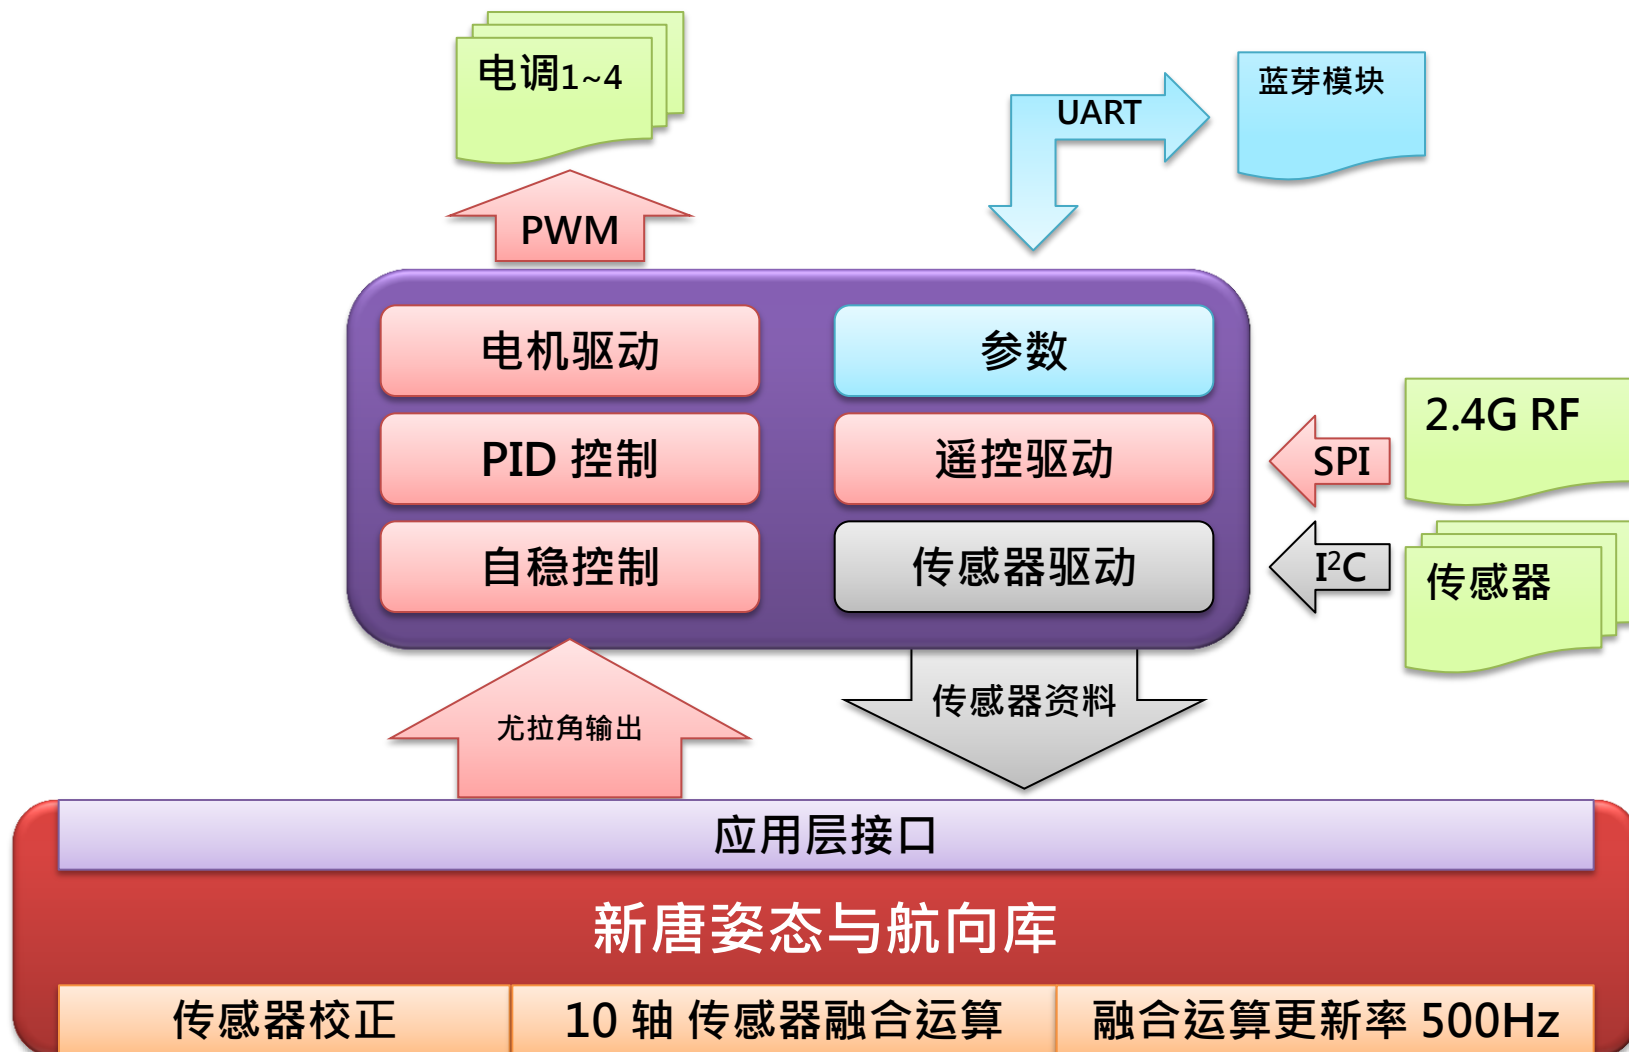 电调1~4
蓝芽模块
UART
PWM
电机驱动
参数
PID 控制
遥控驱动
自稳控制
传感器驱动
2.4G RF
SPI
I²C
传感器
尤拉角输出
传感器资料
应用层接口
新唐姿态与航向库
传感器校正
10 轴 传感器融合运算
融合运算更新率 500Hz